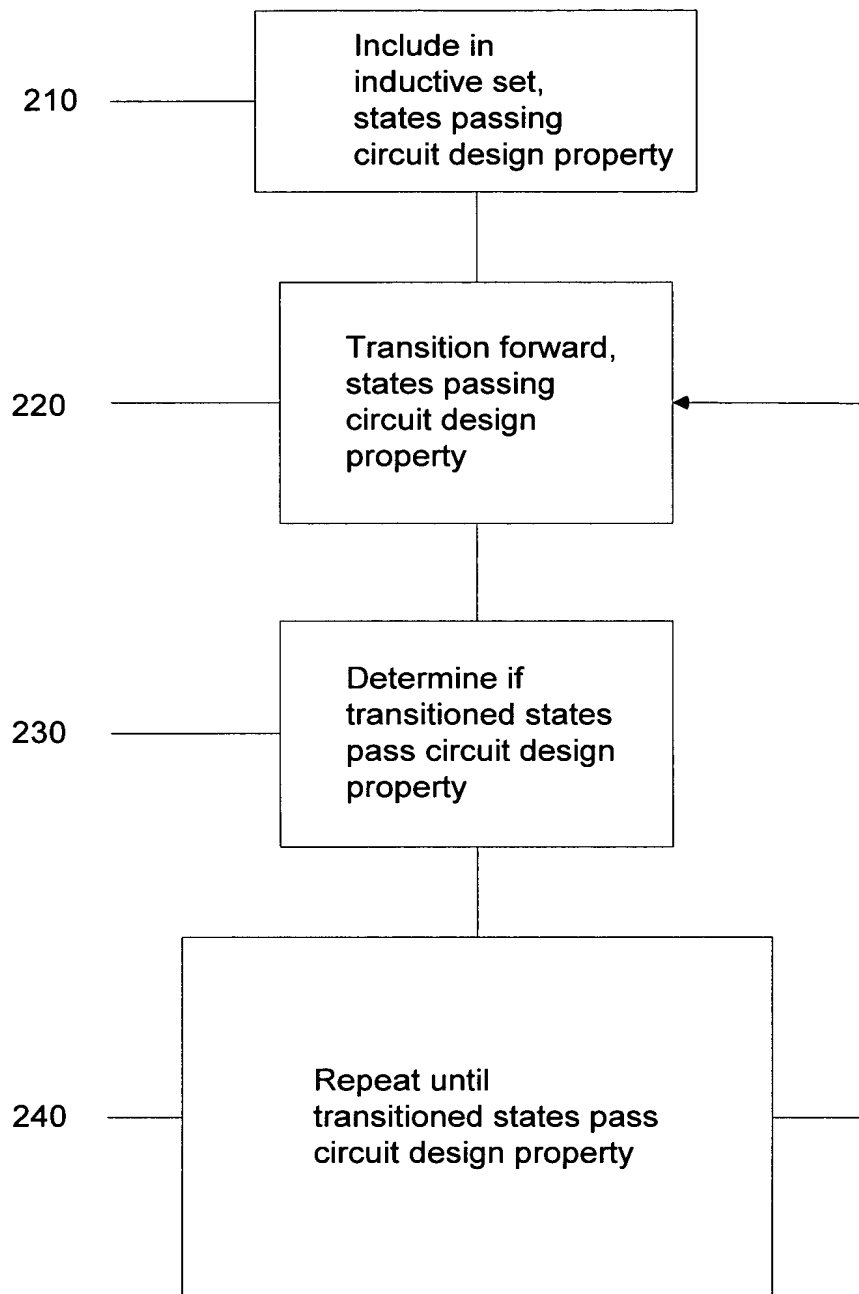 Include in
inductive set,
states passing
circuit design property
210
Transition forward,
states passing
circuit design
property
220
Determine if
transitioned states
pass circuit design
property
230
Repeat until
transitioned states pass
circuit design property
240